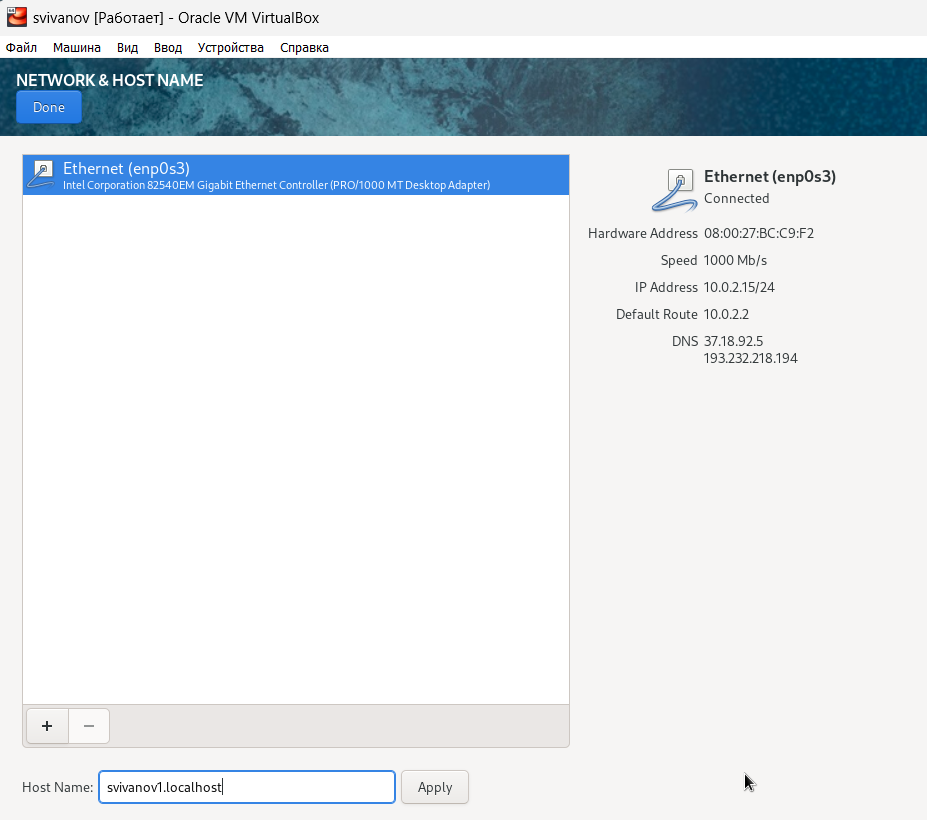 svivanov [Работает] - Oracle VM VirtualBox
Файл Машина Вид Ввод Устройства Справка
NETWORK & HOST NAME
Done
Ethernet (enp0s3)
Intel Corporation 82540EM Gigabit Ethernet Controller (PRO/1000 MT Desktop Adapter)
Ethernet (enp0s3)
Connected
Hardware Address 08:00:27:BC:C9:F2
Speed 1000 Mb/s
IP Address 10.0.2.15/24
Default Route 10.0.2.2
DNS 37.18.92.5
193.232.218.194
+ −
Host Name: svivanov1.localhost Apply